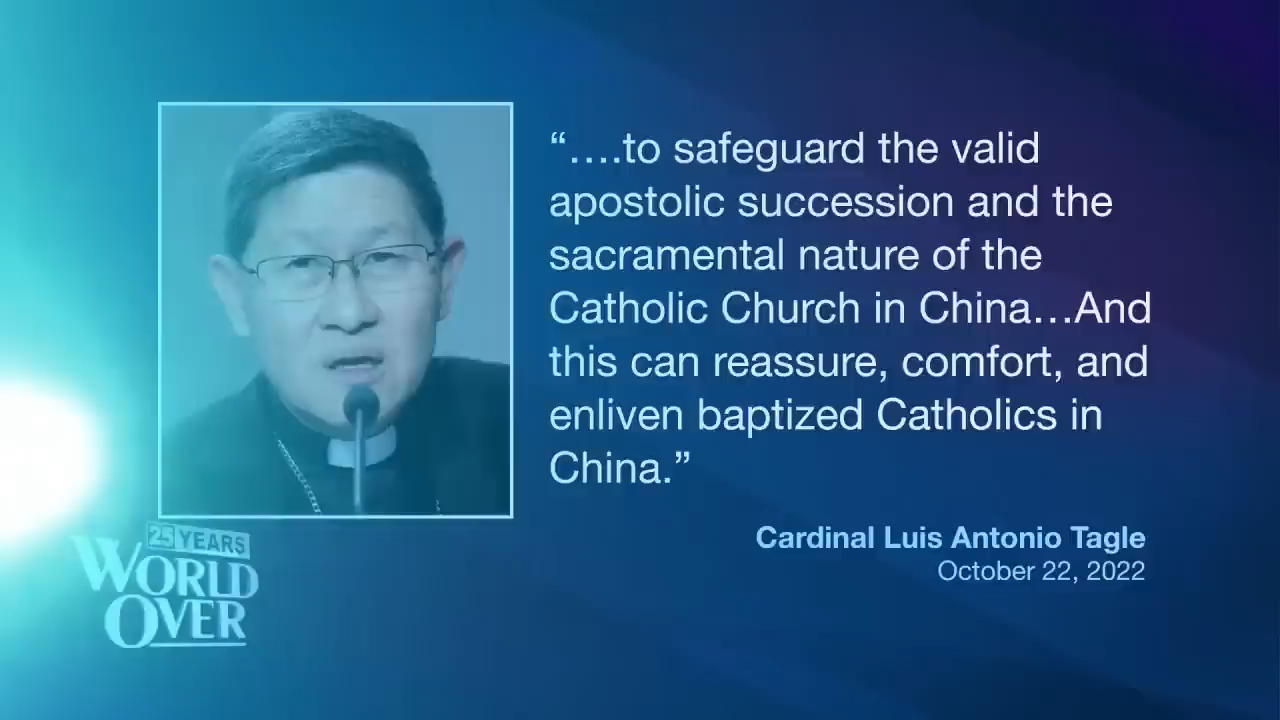 “....to safeguard the valid
apostolic succession and the
sacramental nature of the
Catholic Church in China...And
this can reassure, comfort, and
enliven baptized Catholics in
China.”
Cardinal Luis Antonio Tagle
October 22, 2022
25 YEARS
WORLD
OVER